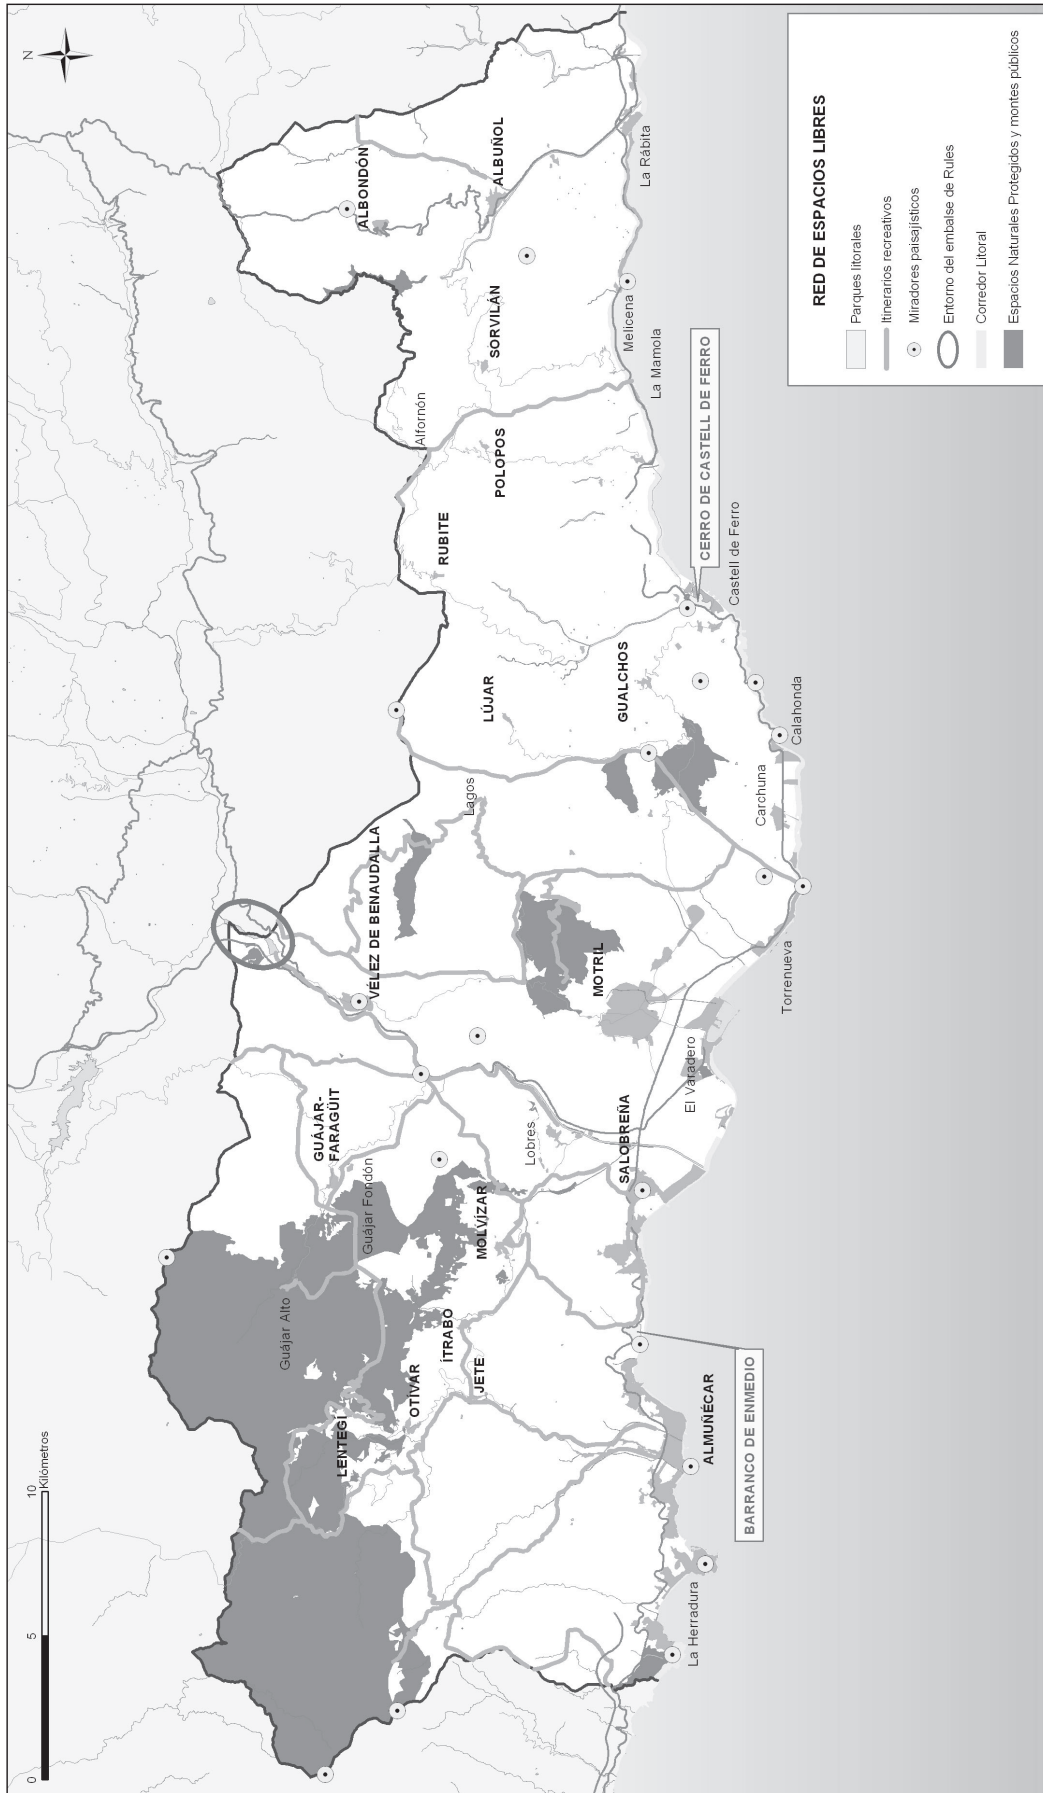 N
0
5
10
Kilómetros
ALBONDÓN
ALBUÑOL
La Rábita
SORVILÁN
Melicena
La Mamola
Alfornón
POLOPOS
RUBITE
CERRO DE CASTELL DE FERRO
Castell de Ferro
LÚJAR
GUALCHOS
Calahonda
Carchuna
Lagos
VÉLEZ DE BENAUDALLA
MOTRIL
Torrenueva
El Varadero
GUÁJAR-
FARAGÜIT
Guájar Fondón
Guájar Alto
Lobres
SALOBREÑA
MOLVÍZAR
ÍTRABO
JETE
OTÍVAR
LENTEGÍ
BARRANCO DE ENMEDIO
ALMUÑÉCAR
La Herradura
RED DE ESPACIOS LIBRES
Parques litorales
Itinerarios recreativos
Miradores paisajísticos
Entorno del embalse de Rules
Corredor Litoral
Espacios Naturales Protegidos y montes públicos